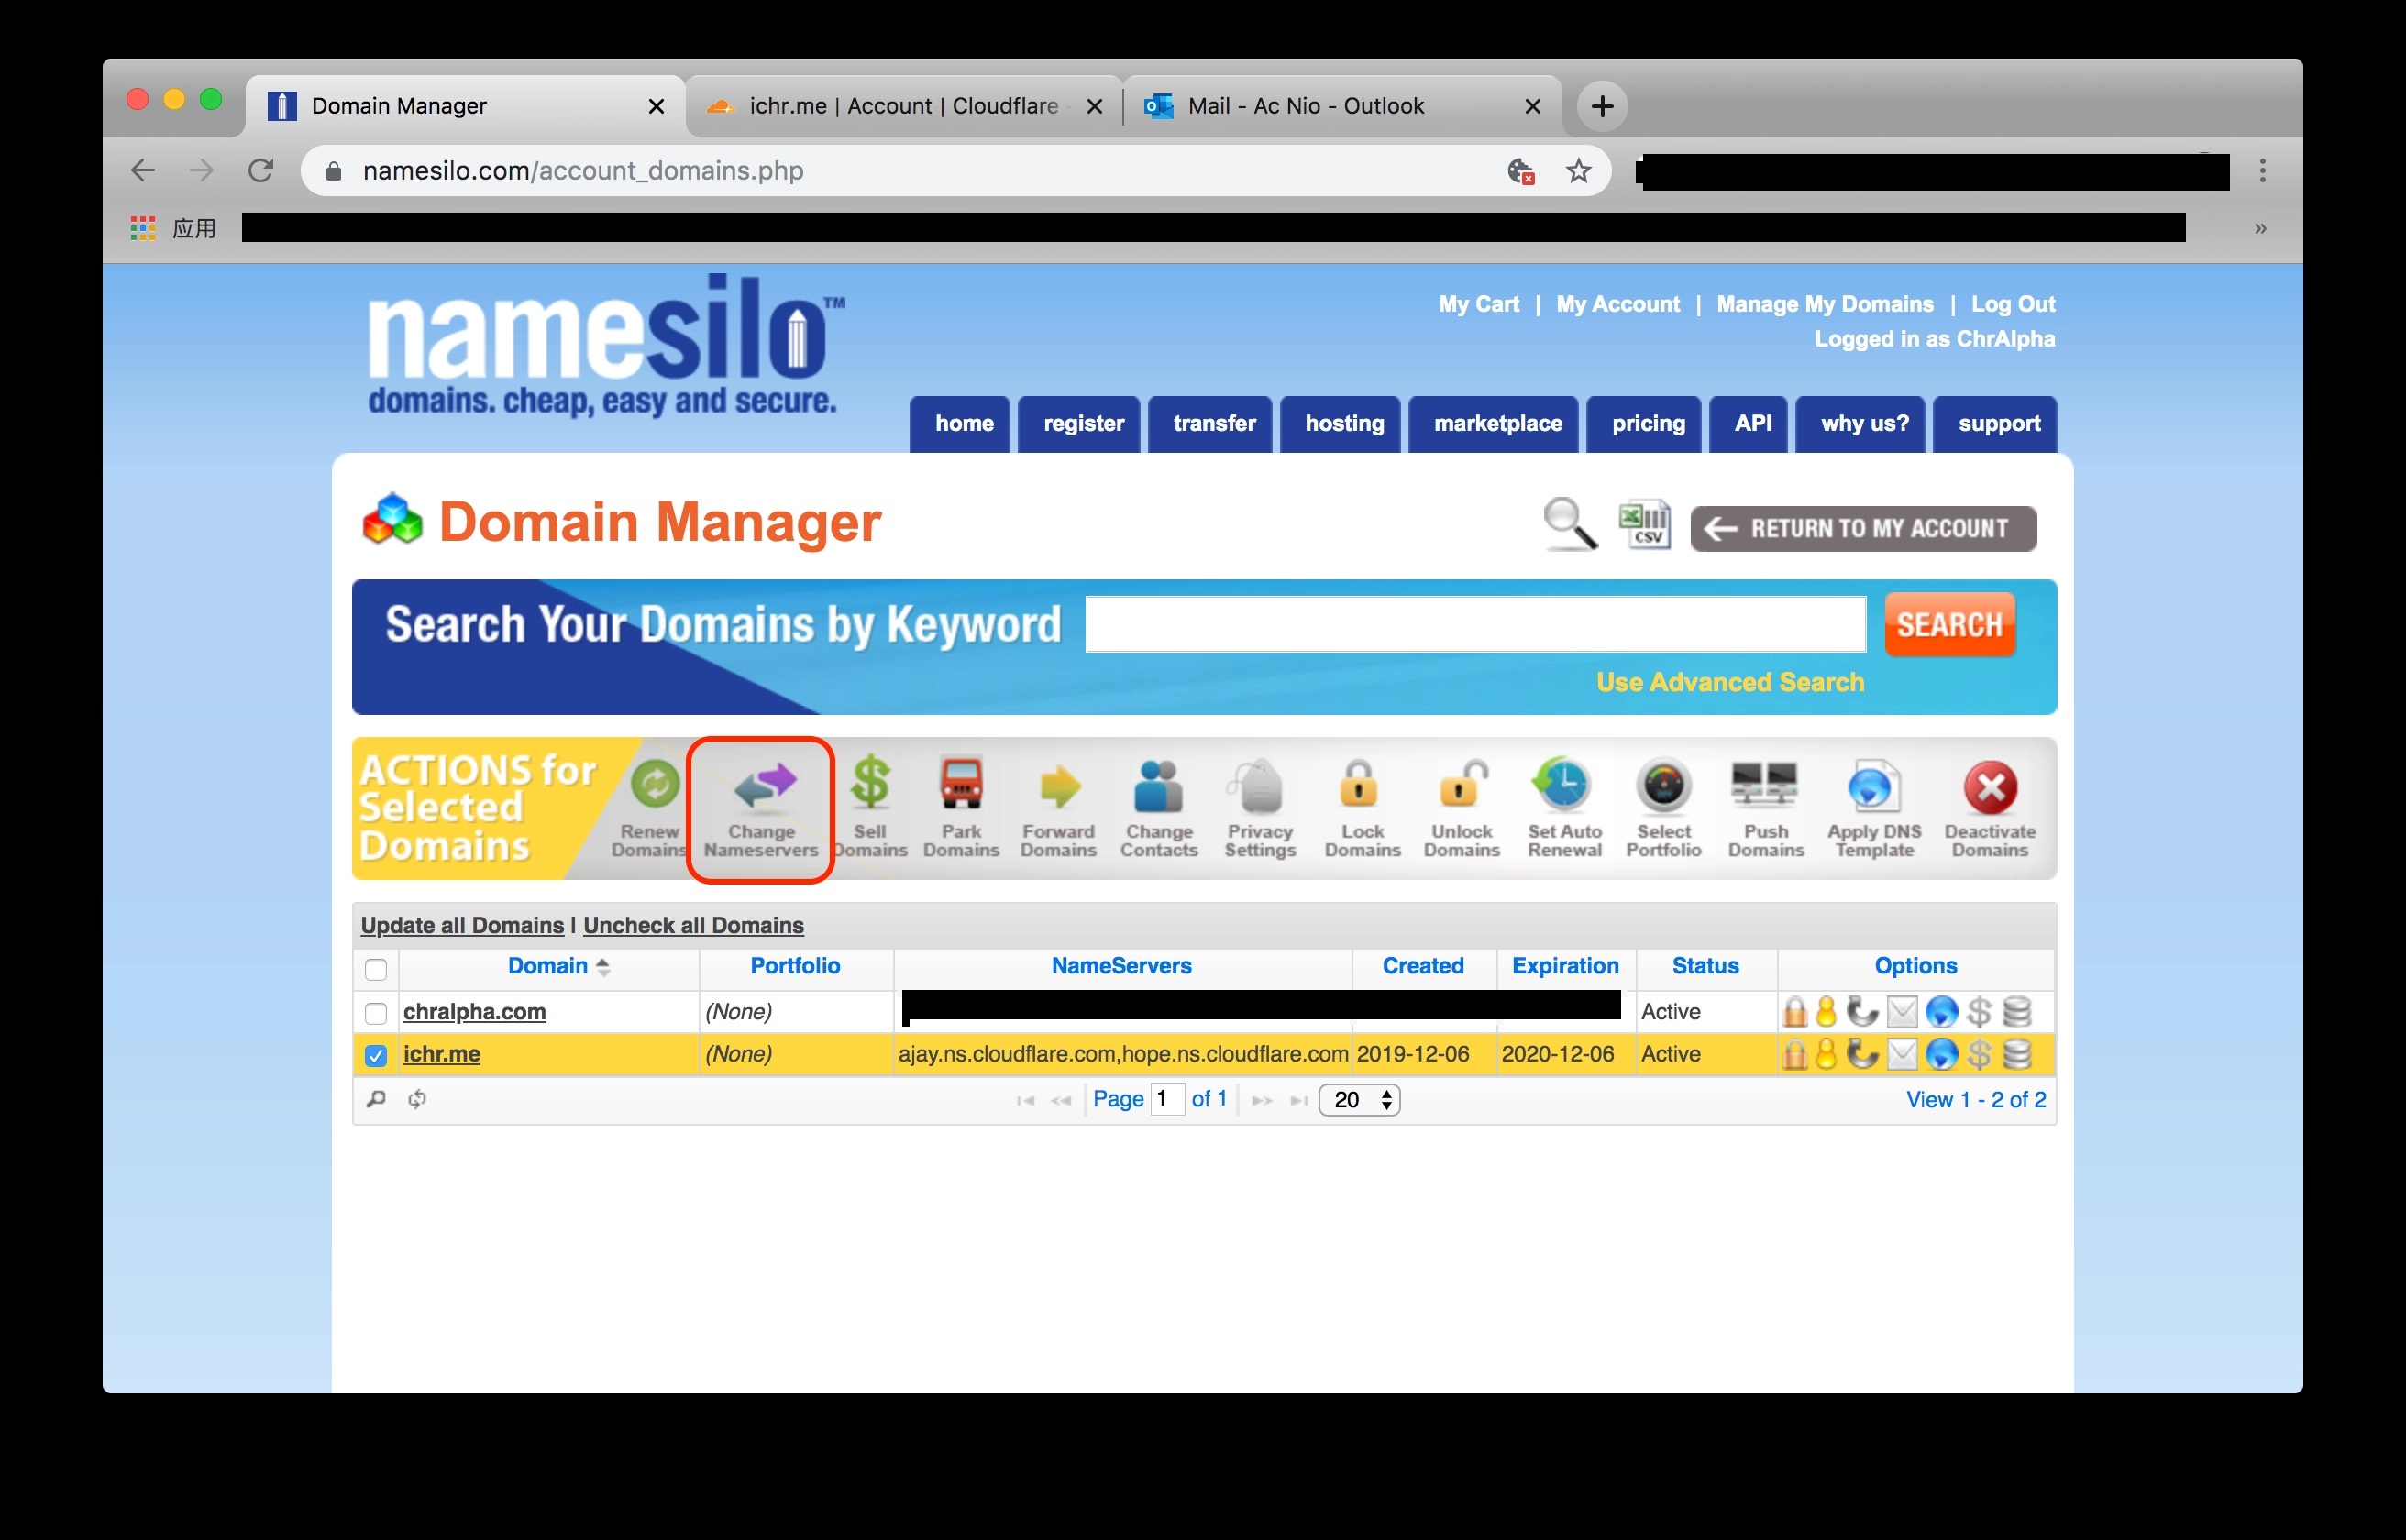 Domain Manager
ichr.me | Account | Cloudflare -
Mail - Ac Nio - Outlook
namesilo.com/account_domains.php
应用
namesilo™
domains. cheap, easy and secure.
My Cart | My Account | Manage My Domains | Log Out
Logged in as ChrAlpha
home register transfer hosting marketplace pricing API why us? support
Domain Manager
CSV
RETURN TO MY ACCOUNT
Search Your Domains by Keyword
SEARCH
Use Advanced Search
ACTIONS for
Selected
Domains
Renew
Domains
Change
Nameservers
Sell
Domains
Park
Domains
Forward
Domains
Change
Contacts
Privacy
Settings
Lock
Domains
Unlock
Domains
Set Auto
Renewal
Select
Portfolio
Push
Domains
Apply DNS
Template
Deactivate
Domains
Update all Domains | Uncheck all Domains
Domain Portfolio NameServers Created Expiration Status Options
chralpha.com (None) Active
ichr.me (None) ajay.ns.cloudflare.com,hope.ns.cloudflare.com 2019-12-06 2020-12-06 Active
Page 1 of 1 20 View 1 - 2 of 2